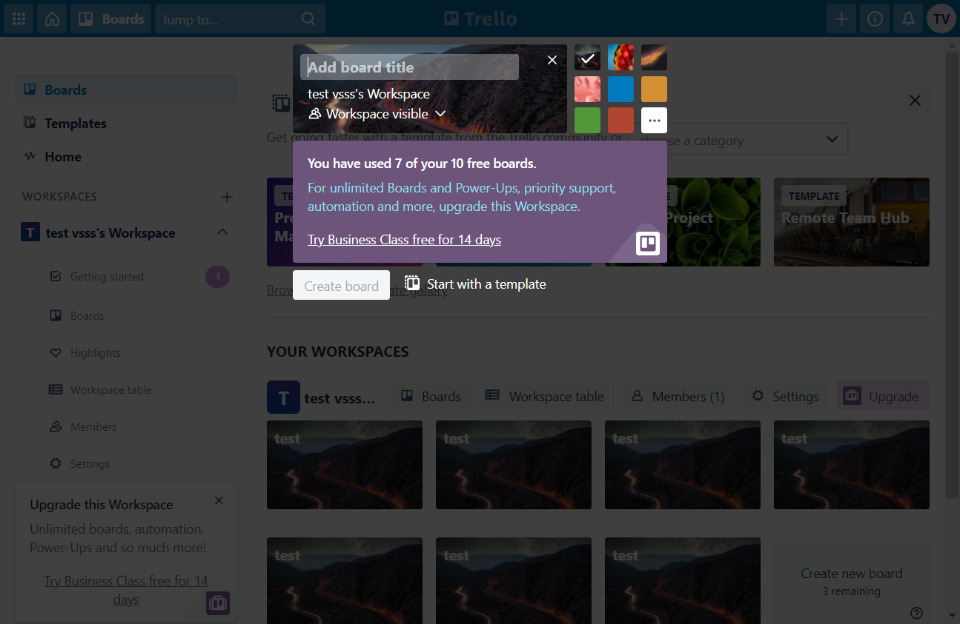 Boards
Jump to...
Trello
TV
Add board title
test vsss's Workspace
Workspace visible
You have used 7 of your 10 free boards.
For unlimited Boards and Power-Ups, priority support,
automation and more, upgrade this Workspace.
Try Business Class free for 14 days
Create board
Start with a template
Boards
Templates
Home
WORKSPACES
T
test vsss's Workspace
Getting started
4
Boards
Highlights
Workspace table
Members
Settings
Upgrade this Workspace
Unlimited boards, automation,
Power-Ups and so much more!
Try Business Class free for 14
days
Get going faster with a template from the Trello community or
choose a category
Project
TEMPLATE
Remote Team Hub
gallery
YOUR WORKSPACES
T
test vsss...
Boards
Workspace table
Members (1)
Settings
Upgrade
test
test
test
test
test
test
test
Create new board
3 remaining